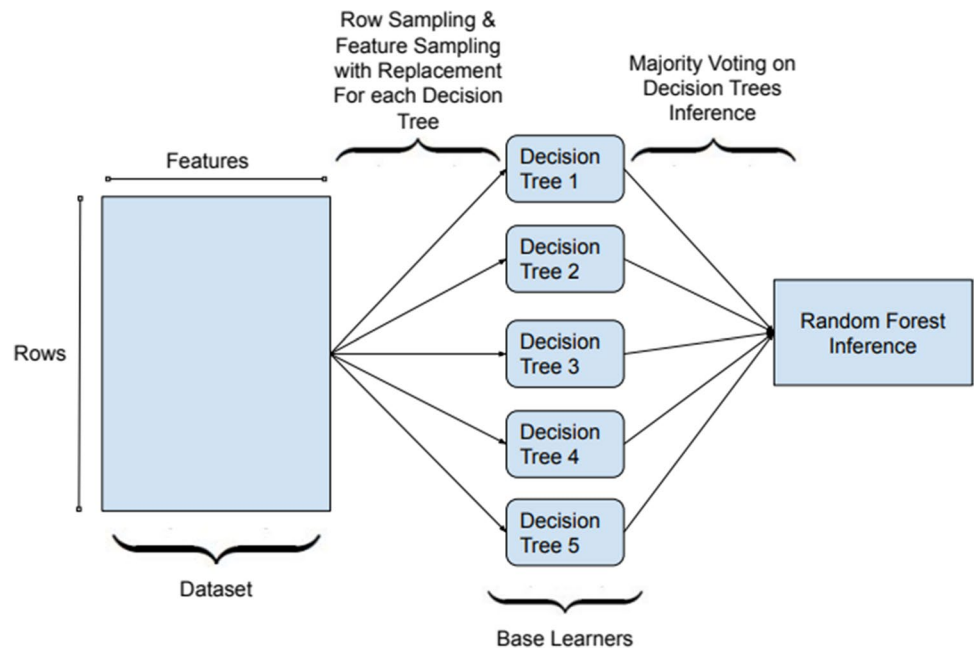 Row Sampling &
Feature Sampling
with Replacement
For each Decision
Tree
Majority Voting on
Decision Trees
Inference
Features
Rows
Dataset
Decision
Tree 1
Decision
Tree 2
Decision
Tree 3
Decision
Tree 4
Decision
Tree 5
Base Learners
Random Forest
Inference